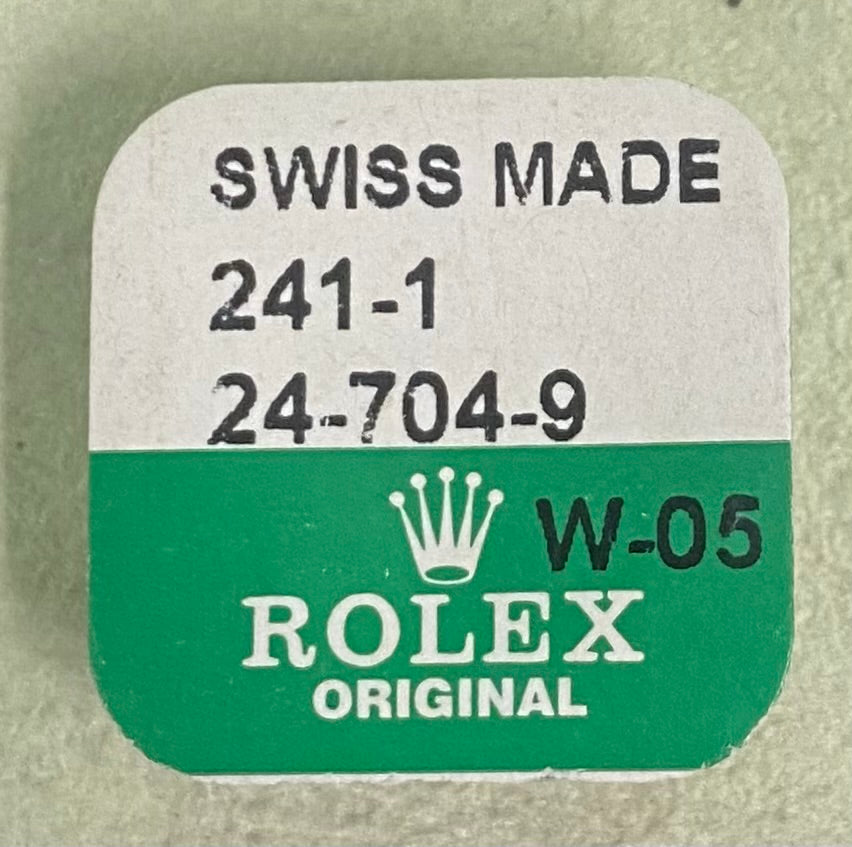 SWISS MADE
241-1
24-704-9
W-05
ROLEX
ORIGINAL